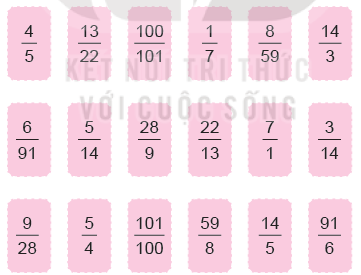 4/5 13/22 100/101 1/7 8/59 14/3
KẾT NỐI TRI THỨC
VỚI CUỘC SỐNG
6/91 5/14 28/9 22/13 7/1 3/14
9/28 5/4 101/100 59/8 14/5 91/6